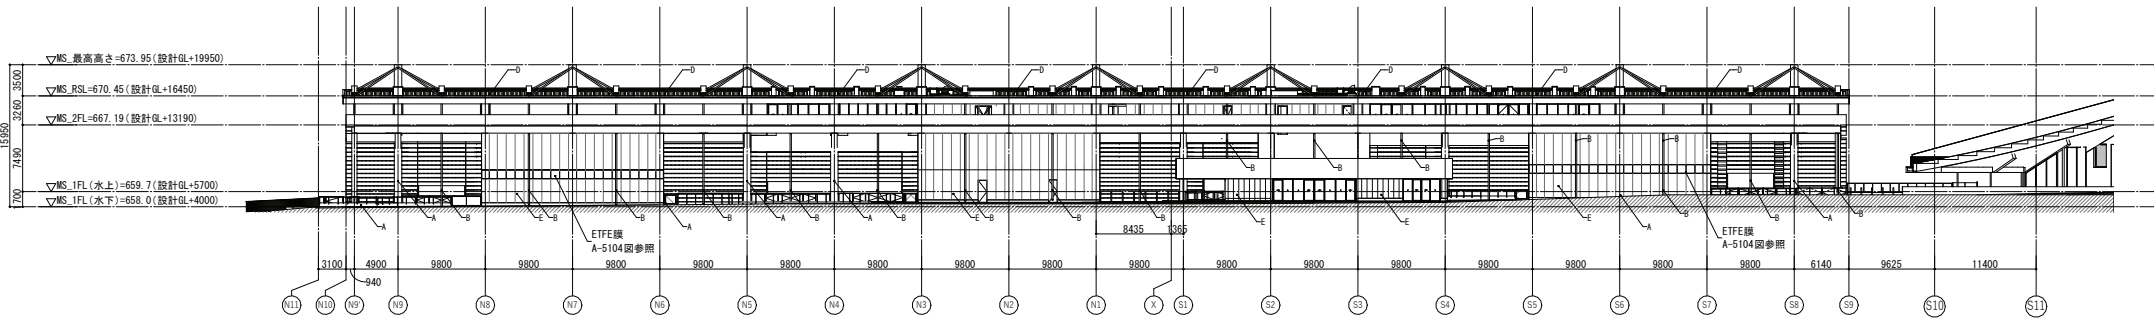 ▽MS_最高高さ=673.95(設計GL+19950)
▽MS_RSL=670.45(設計GL+16450)
▽MS_2FL=667.19(設計GL+13190)
▽MS_1FL(水上)=659.7(設計GL+5700)
▽MS_1FL(水下)=658.0(設計GL+4000)
15950
3500
3260
7490
700
D D D D D D D
B B B B B
A B E B A B A B A B E B B E E E A B B A B
ETFE膜
A-5104図参照
ETFE膜
A-5104図参照
8435 1365
3100 4900 9800 9800 9800 9800 9800 9800 9800 9800 9800 9800 9800 9800 9800 9800 9800 9800 6140 9625 11400
940
N11 N10 N9' N9 N8 N7 N6 N5 N4 N3 N2 N1 X S1 S2 S3 S4 S5 S6 S7 S8 S9 S10 S11